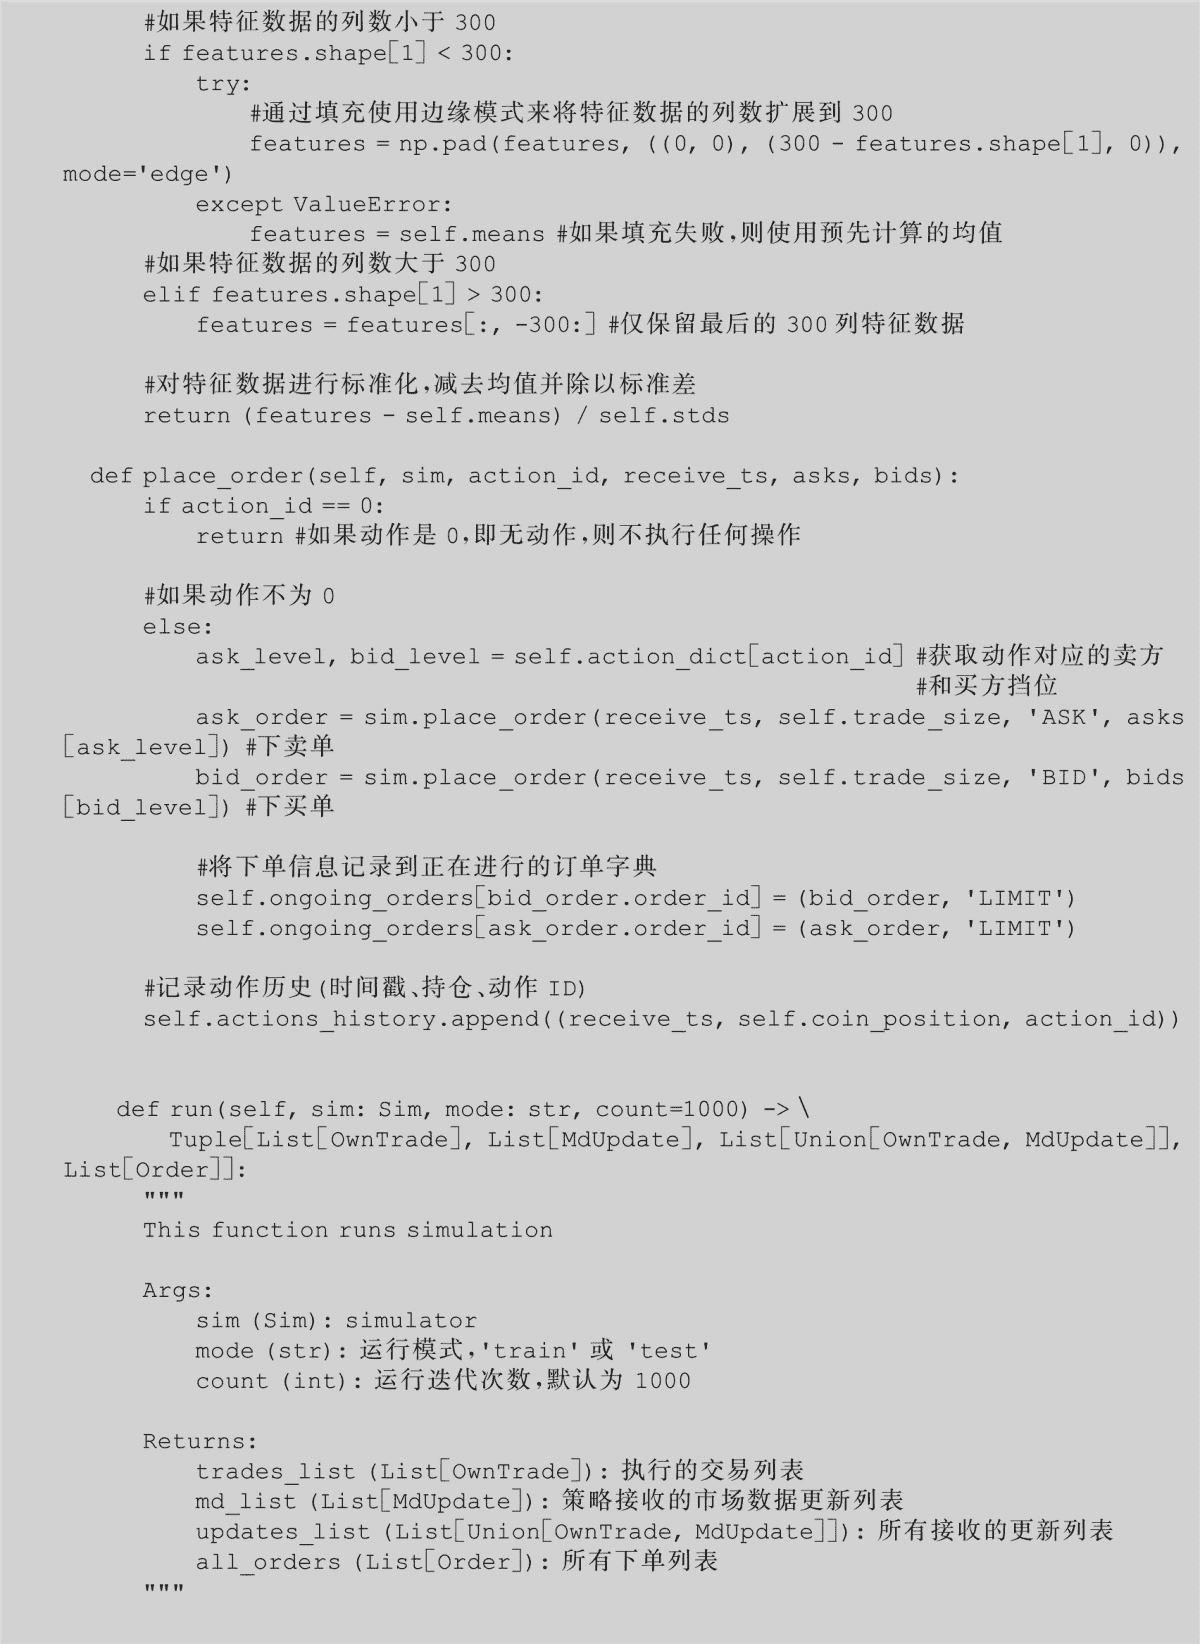 #如果特征数据的列数小于 300
if features.shape[1] < 300:
try:
#通过填充使用边缘模式来将特征数据的列数扩展到 300
features = np.pad(features, ((0, 0), (300 - features.shape[1], 0)),
mode='edge')
except ValueError:
features = self.means #如果填充失败,则使用预先计算的均值
#如果特征数据的列数大于 300
elif features.shape[1] > 300:
features = features[:, -300:] #仅保留最后的 300 列特征数据
#对特征数据进行标准化,减去均值并除以标准差
return (features - self.means) / self.stds
def place_order(self, sim, action_id, receive_ts, asks, bids):
if action_id == 0:
return #如果动作是 0,即无动作,则不执行任何操作
#如果动作不为 0
else:
ask_level, bid_level = self.action_dict[action_id] #获取动作对应的卖方
#和买方挡位
ask_order = sim.place_order(receive_ts, self.trade_size, 'ASK', asks
[ask_level]) #下卖单
bid_order = sim.place_order(receive_ts, self.trade_size, 'BID', bids
[bid_level]) #下买单
#将下单信息记录到正在进行的订单字典
self.ongoing_orders[bid_order.order_id] = (bid_order, 'LIMIT')
self.ongoing_orders[ask_order.order_id] = (ask_order, 'LIMIT')
#记录动作历史(时间戳、持仓、动作 ID)
self.actions_history.append((receive_ts, self.coin_position, action_id))
def run(self, sim: Sim, mode: str, count=1000) -> \
Tuple[List[OwnTrade], List[MdUpdate], List[Union[OwnTrade, MdUpdate]],
List[Order]]:
"""
This function runs simulation
Args:
sim (Sim): simulator
mode (str): 运行模式,'train' 或 'test'
count (int): 运行迭代次数,默认为 1000
Returns:
trades_list (List[OwnTrade]): 执行的交易列表
md_list (List[MdUpdate]): 策略接收的市场数据更新列表
updates_list (List[Union[OwnTrade, MdUpdate]]): 所有接收的更新列表
all_orders (List[Order]): 所有下单列表
"""